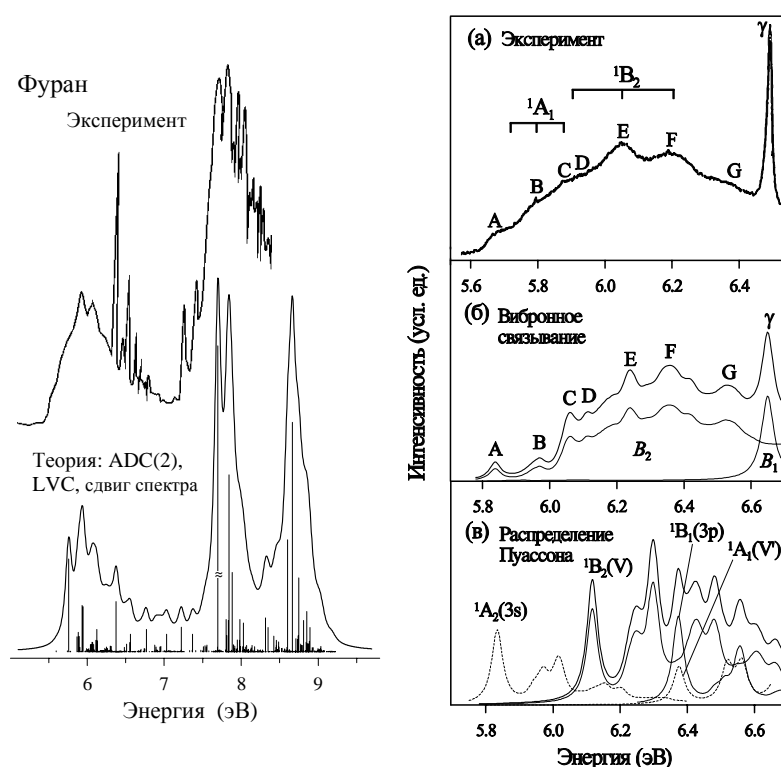 Фуран
Эксперимент
Теория: ADC(2),
LVC, сдвиг спектра
≈
6 7 8 9
Энергия (эВ)
Интенсивность (усл. ед.)
(а) Эксперимент
γ
¹B₂
¹A₁
A B C D E F G
5.6 5.8 6.0 6.2 6.4
(б) Вибронное
связывание
γ
A B C D E F G
B₂ B₁
5.8 6.0 6.2 6.4 6.6
(в) Распределение
Пуассона
¹B₁(3p)
¹A₁(V')
¹B₂(V)
¹A₂(3s)
5.8 6.0 6.2 6.4 6.6
Энергия (эВ)